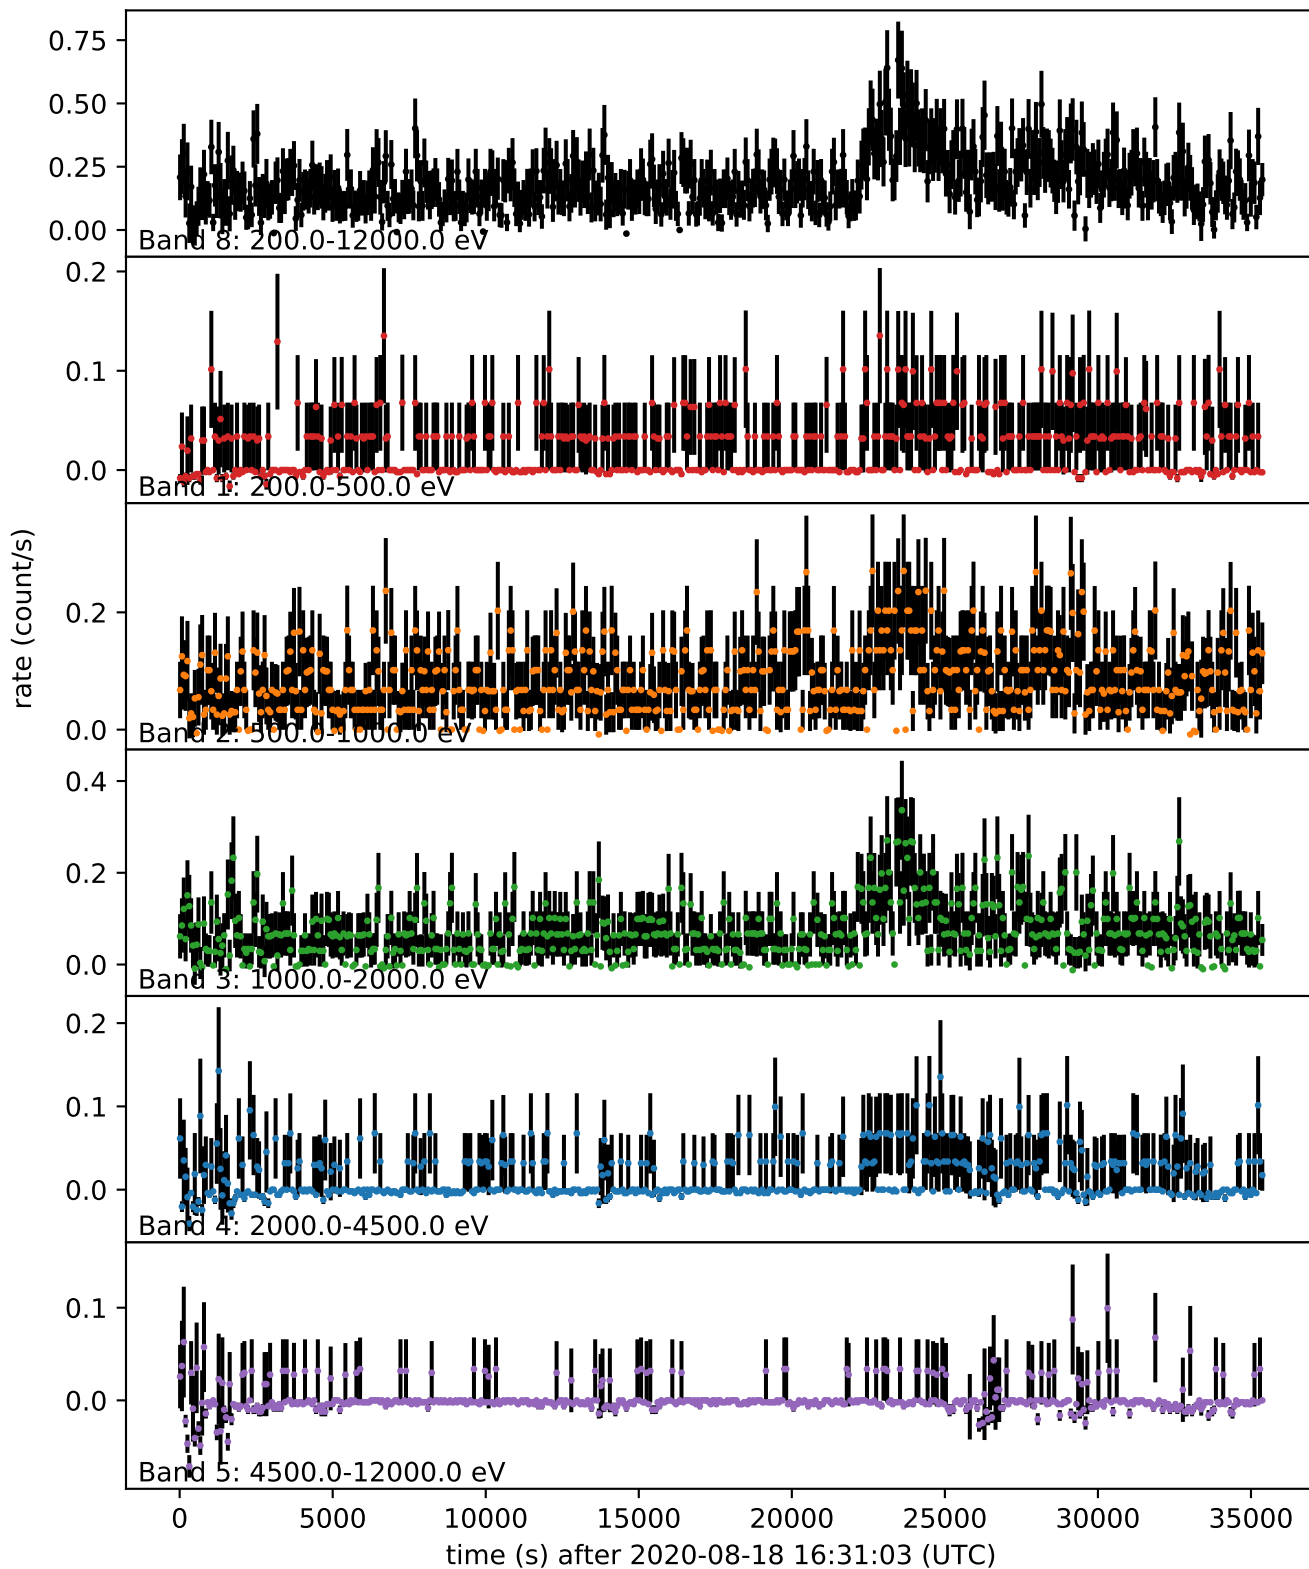 0.75
0.50
0.25
0.00
Band 8: 200.0-12000.0 eV
0.2
0.1
0.0
Band 1: 200.0-500.0 eV
rate (count/s)
0.2
0.0
Band 2: 500.0-1000.0 eV
0.4
0.2
0.0
Band 3: 1000.0-2000.0 eV
0.2
0.1
0.0
Band 4: 2000.0-4500.0 eV
0.1
0.0
Band 5: 4500.0-12000.0 eV
0 5000 10000 15000 20000 25000 30000 35000
time (s) after 2020-08-18 16:31:03 (UTC)